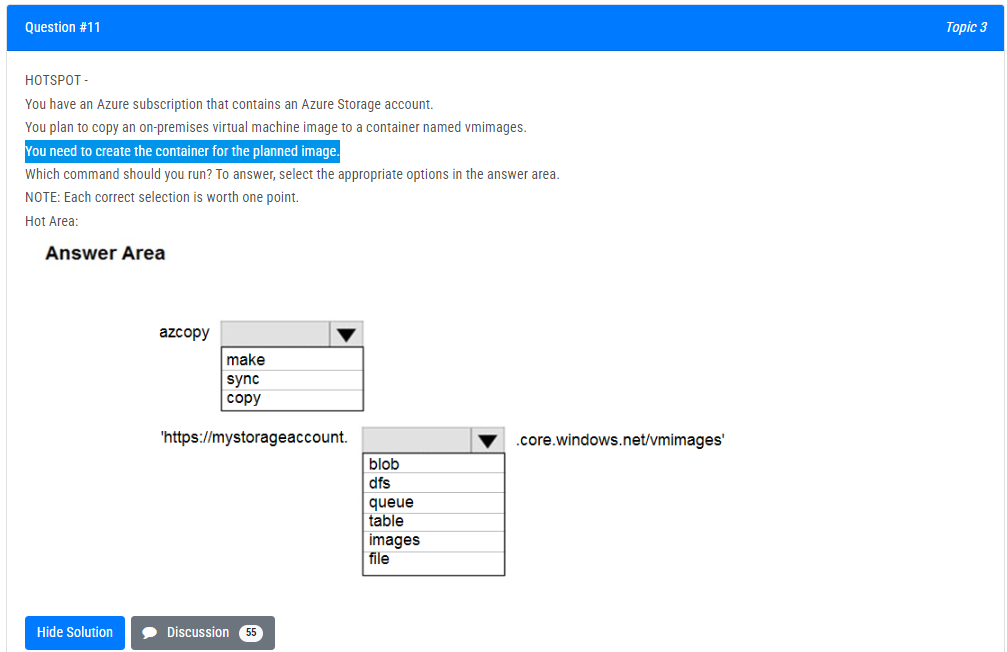 Question #11
Topic 3
HOTSPOT -
You have an Azure subscription that contains an Azure Storage account.
You plan to copy an on-premises virtual machine image to a container named vmimages.
You need to create the container for the planned image.
Which command should you run? To answer, select the appropriate options in the answer area.
NOTE: Each correct selection is worth one point.
Hot Area:
Answer Area
azcopy
make
sync
copy
'https://mystorageaccount.
.core.windows.net/vmimages'
blob
dfs
queue
table
images
file
Hide Solution
Discussion 55